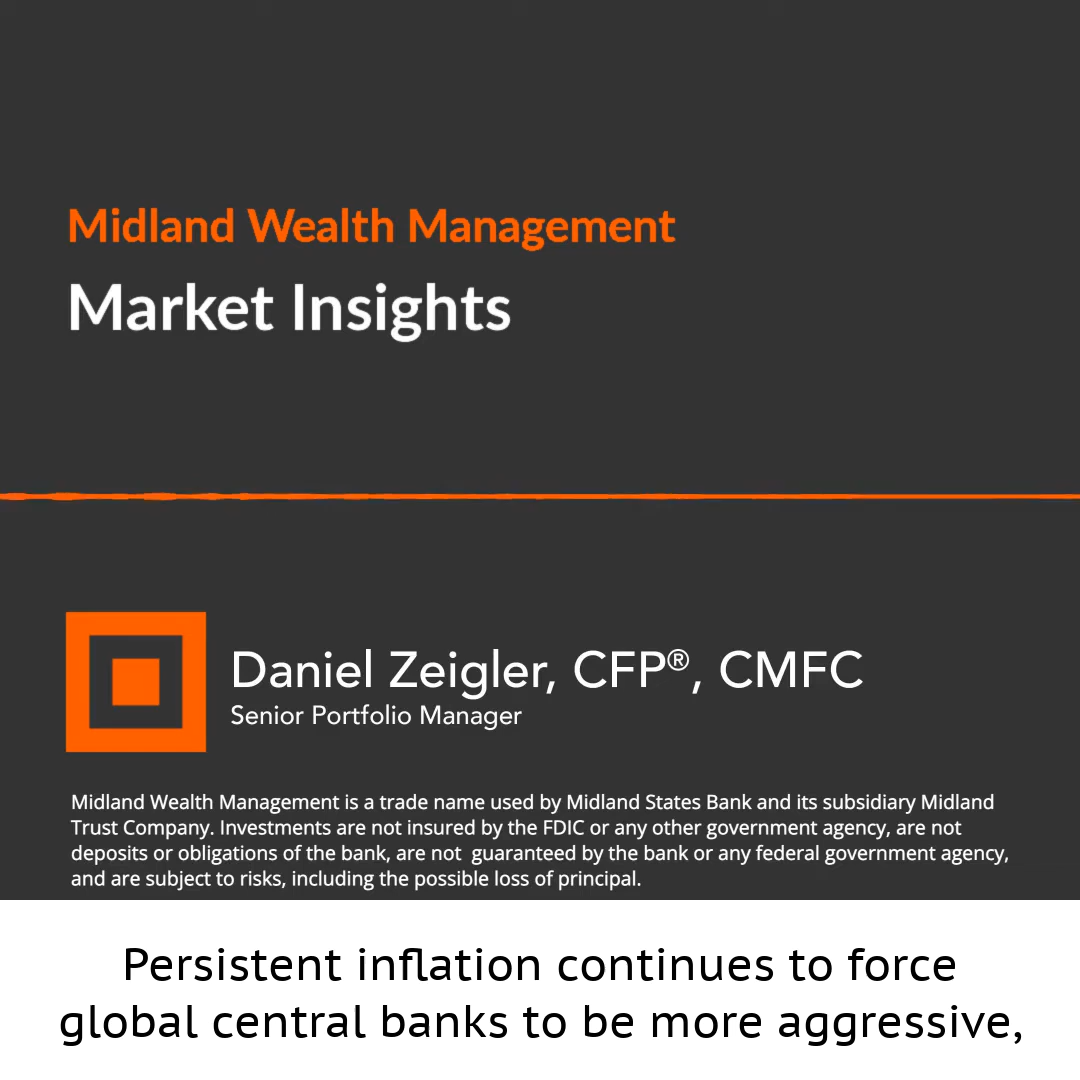 Midland Wealth Management
Market Insights
Daniel Zeigler, CFP®, CMFC
Senior Portfolio Manager
Midland Wealth Management is a trade name used by Midland States Bank and its subsidiary Midland
Trust Company. Investments are not insured by the FDIC or any other government agency, are not
deposits or obligations of the bank, are not  guaranteed by the bank or any federal government agency,
and are subject to risks, including the possible loss of principal.
Persistent inflation continues to force
global central banks to be more aggressive,